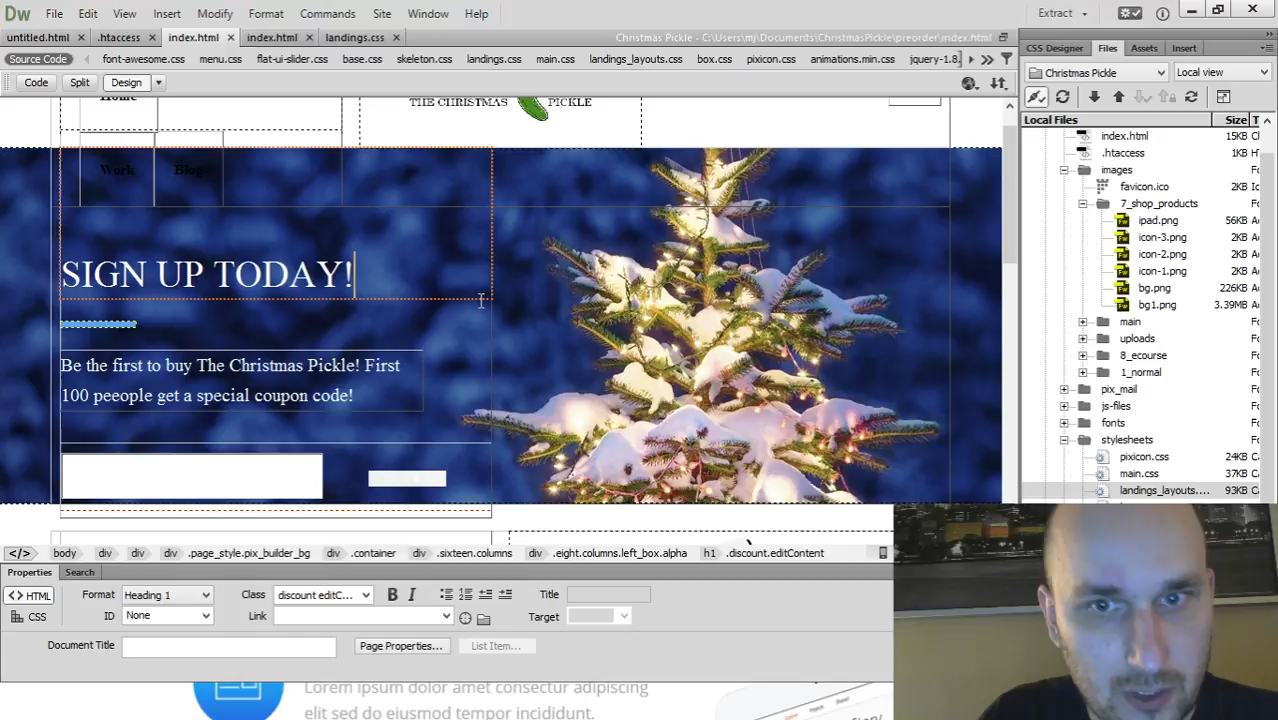 Dw File Edit View Insert Modify Format Commands Site Window Help
untitled.html × .htaccess × index.html × index.html × landings.css ×
Christmas Pickle - C:\Users\mj\Documents\ChristmasPickle\preorder\index.html
Source Code font-awesome.css menu.css flat-ui-slider.css base.css skeleton.css landings.css main.css landings_layouts.css box.css pixicon.css animations.min.css jquery-1.8.
Code Split Design
Extract
CSS Designer Files Assets Insert
Christmas Pickle Local view
Local Files Size
index.html 15KB
.htaccess 1KB
images
favicon.ico 2KB
7_shop_products
ipad.png 56KB
icon-3.png 2KB
icon-2.png 2KB
icon-1.png 2KB
bg.png 226KB
bg1.png 3.39MB
main
uploads
8_ecourse
1_normal
pix_mail
js-files
fonts
stylesheets
pixicon.css 24KB
main.css 37KB
landings_layouts.... 93KB
Home
THE CHRISTMAS PICKLE
Work Blog
SIGN UP TODAY!
Be the first to buy The Christmas Pickle! First
100 peeople get a special coupon code!
</> body div div div .page_style.pix_builder_bg div .container div .sixteen.columns div .eight.columns.left_box.alpha h1 .discount.editContent
Properties Search
<> HTML Format Heading 1 Class discount editC... B I Title
CSS ID None Link Target
Document Title Page Properties... List Item...
Lorem ipsum dolor amet consectur adipiscing
elit sed do eiusmod tempor incididunt.